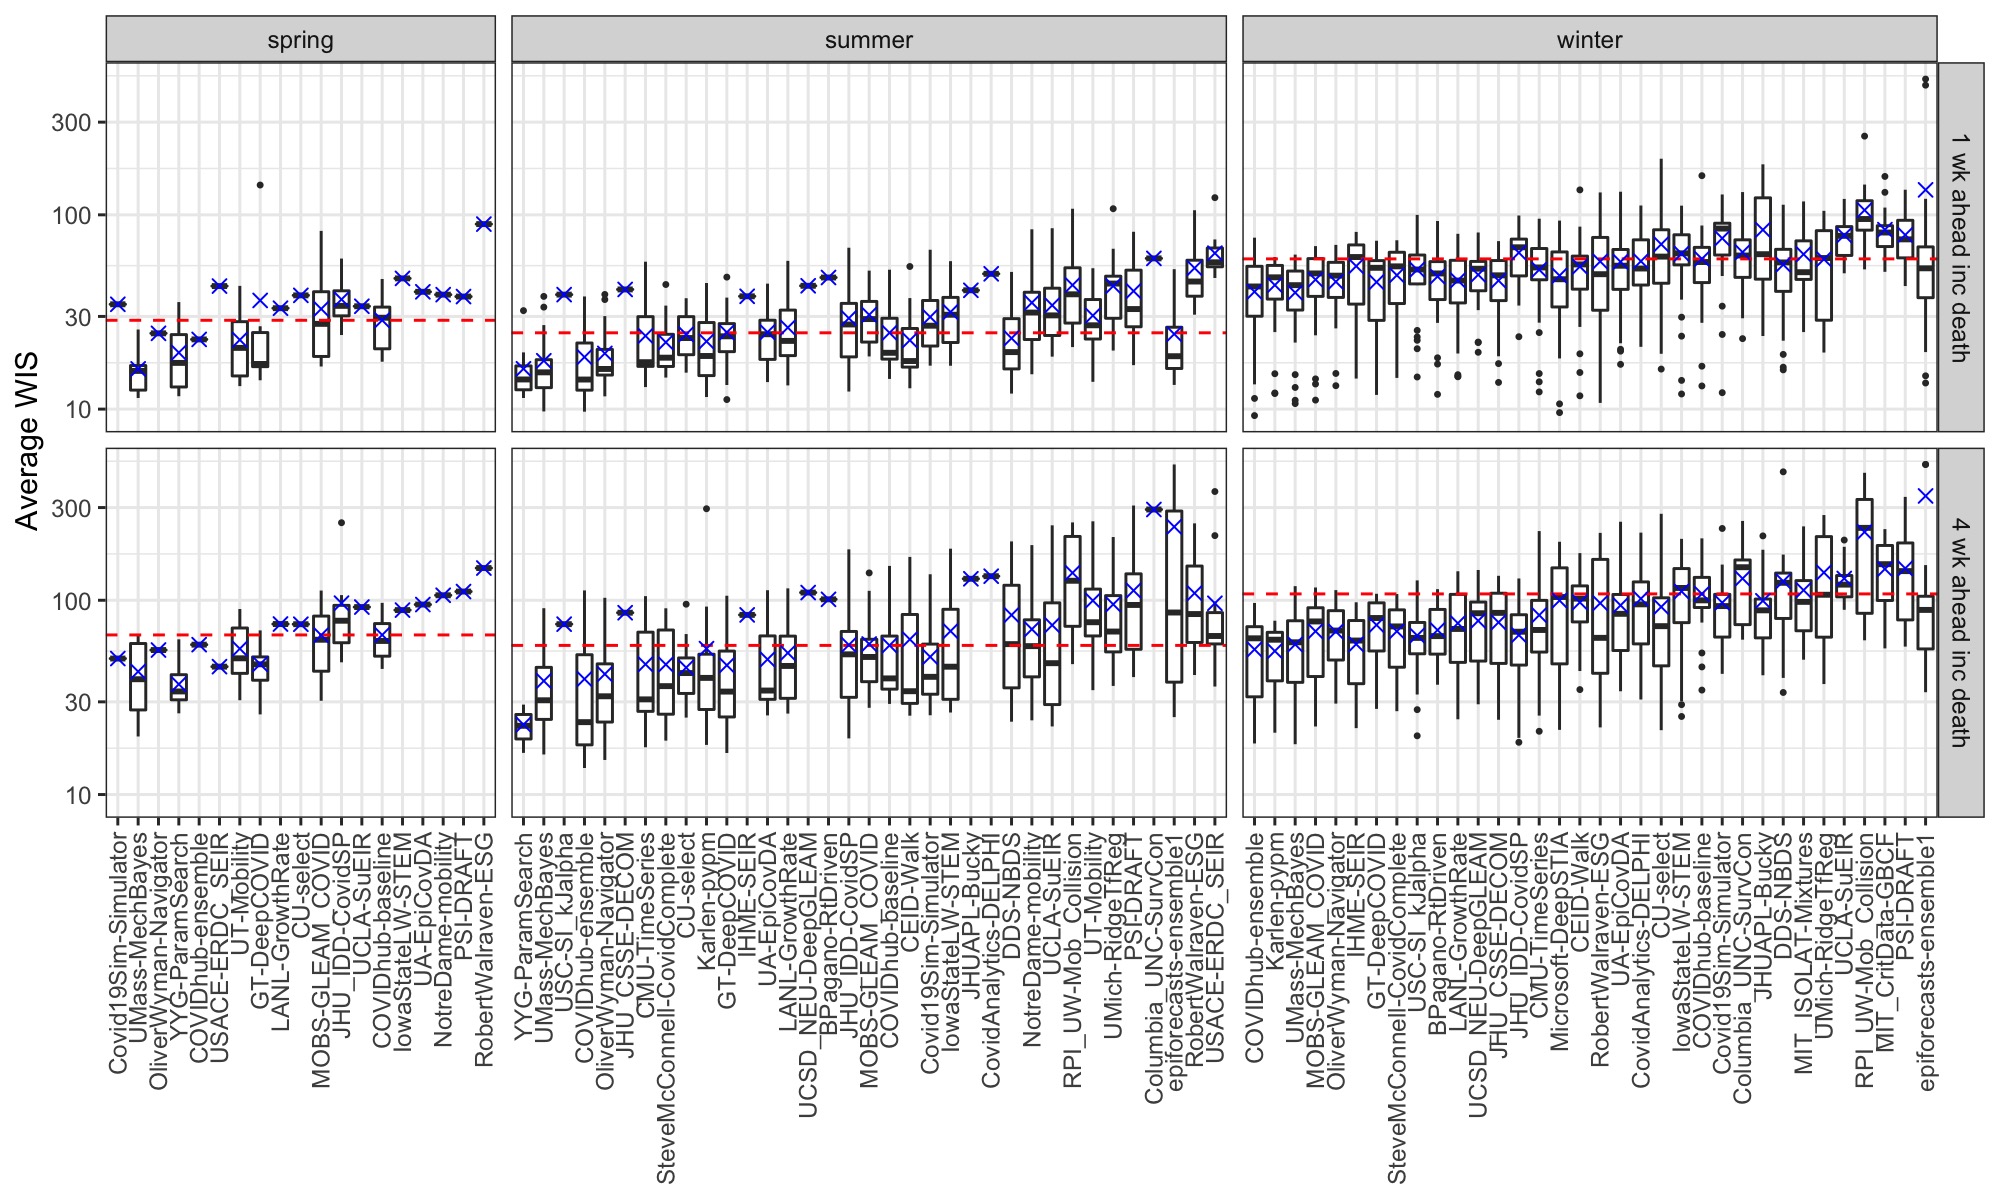 spring
summer
winter
Average WIS
300
100
30
10
1 wk ahead inc death
300
100
30
10
4 wk ahead inc death
Covid19Sim-Simulator
UMass-MechBayes
OliverWyman-Navigator
YYG-ParamSearch
COVIDhub-ensemble
USACE-ERDC_SEIR
UT-Mobility
GT-DeepCOVID
LANL-GrowthRate
CU-select
MOBS-GLEAM_COVID
JHU_IDD-CovidSP
UCLA-SuEIR
COVIDhub-baseline
IowaStateLW-STEM
UA-EpiCovDA
NotreDame-mobility
PSI-DRAFT
RobertWalraven-ESG
YYG-ParamSearch
UMass-MechBayes
USC-SI_kJalpha
COVIDhub-ensemble
OliverWyman-Navigator
JHU_CSSE-DECOM
CMU-TimeSeries
SteveMcConnell-CovidComplete
CU-select
Karlen-pypm
GT-DeepCOVID
IHME-SEIR
UA-EpiCovDA
LANL-GrowthRate
UCSD_NEU-DeepGLEAM
BPagano-RtDriven
JHU_IDD-CovidSP
MOBS-GLEAM_COVID
COVIDhub-baseline
CEID-Walk
Covid19Sim-Simulator
IowaStateLW-STEM
JHUAPL-Bucky
CovidAnalytics-DELPHI
DDS-NBDS
NotreDame-mobility
UCLA-SuEIR
RPI_UW-Mob_Collision
UT-Mobility
UMich-RidgeTfReg
PSI-DRAFT
Columbia_UNC-SurvCon
epiforecasts-ensemble1
RobertWalraven-ESG
USACE-ERDC_SEIR
COVIDhub-ensemble
Karlen-pypm
UMass-MechBayes
MOBS-GLEAM_COVID
OliverWyman-Navigator
IHME-SEIR
GT-DeepCOVID
SteveMcConnell-CovidComplete
USC-SI_kJalpha
BPagano-RtDriven
LANL-GrowthRate
UCSD_NEU-DeepGLEAM
JHU_CSSE-DECOM
JHU_IDD-CovidSP
CMU-TimeSeries
Microsoft-DeepSTIA
CEID-Walk
RobertWalraven-ESG
UA-EpiCovDA
CovidAnalytics-DELPHI
CU-select
IowaStateLW-STEM
COVIDhub-baseline
Covid19Sim-Simulator
Columbia_UNC-SurvCon
JHUAPL-Bucky
DDS-NBDS
MIT_ISOLAT-Mixtures
UMich-RidgeTfReg
UCLA-SuEIR
RPI_UW-Mob_Collision
MIT_CritData-GBCF
PSI-DRAFT
epiforecasts-ensemble1